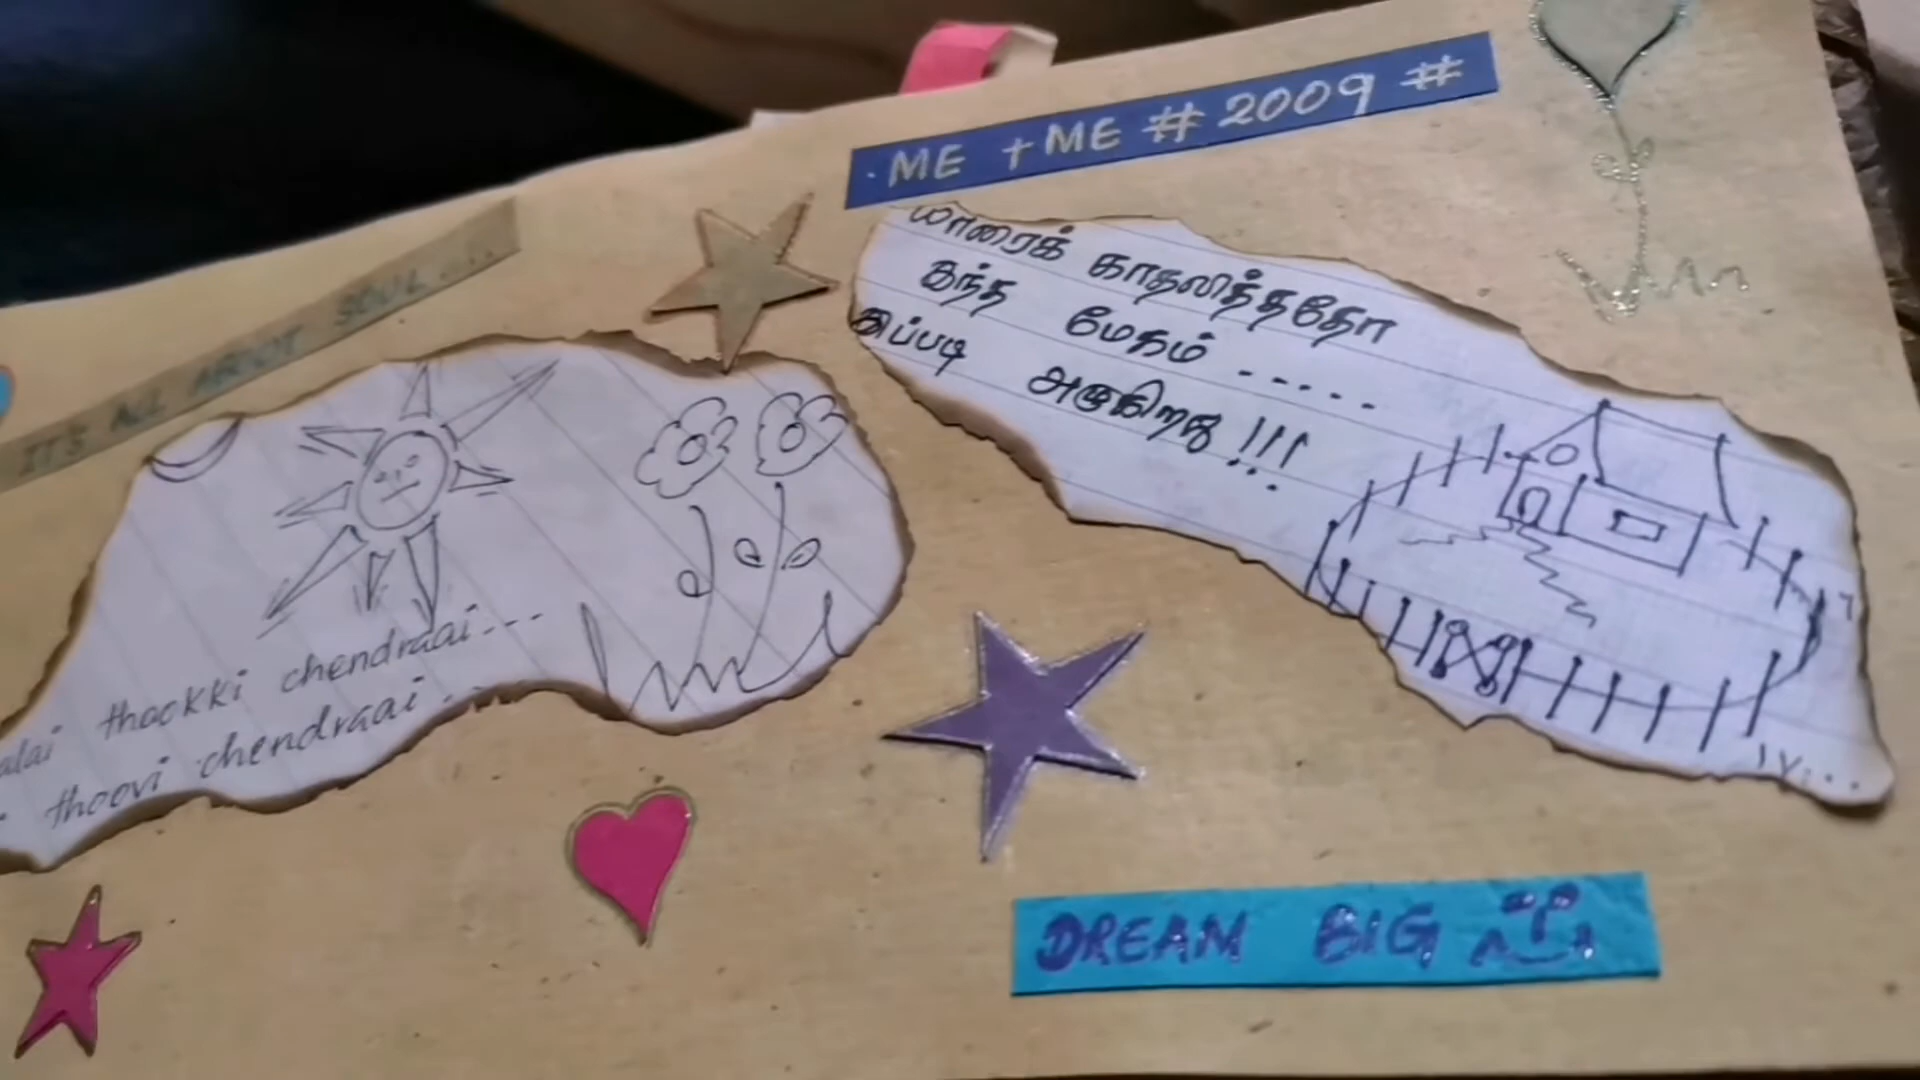 ME + ME # 2009 #
IT'S ALL ABOUT SOUL....
யாரைக் காதலித்ததோ
இந்த மேகம் .....
இப்படி அழுகிறது !!!
thookki chendraai...
thoovi chendraai..
DREAM BIG